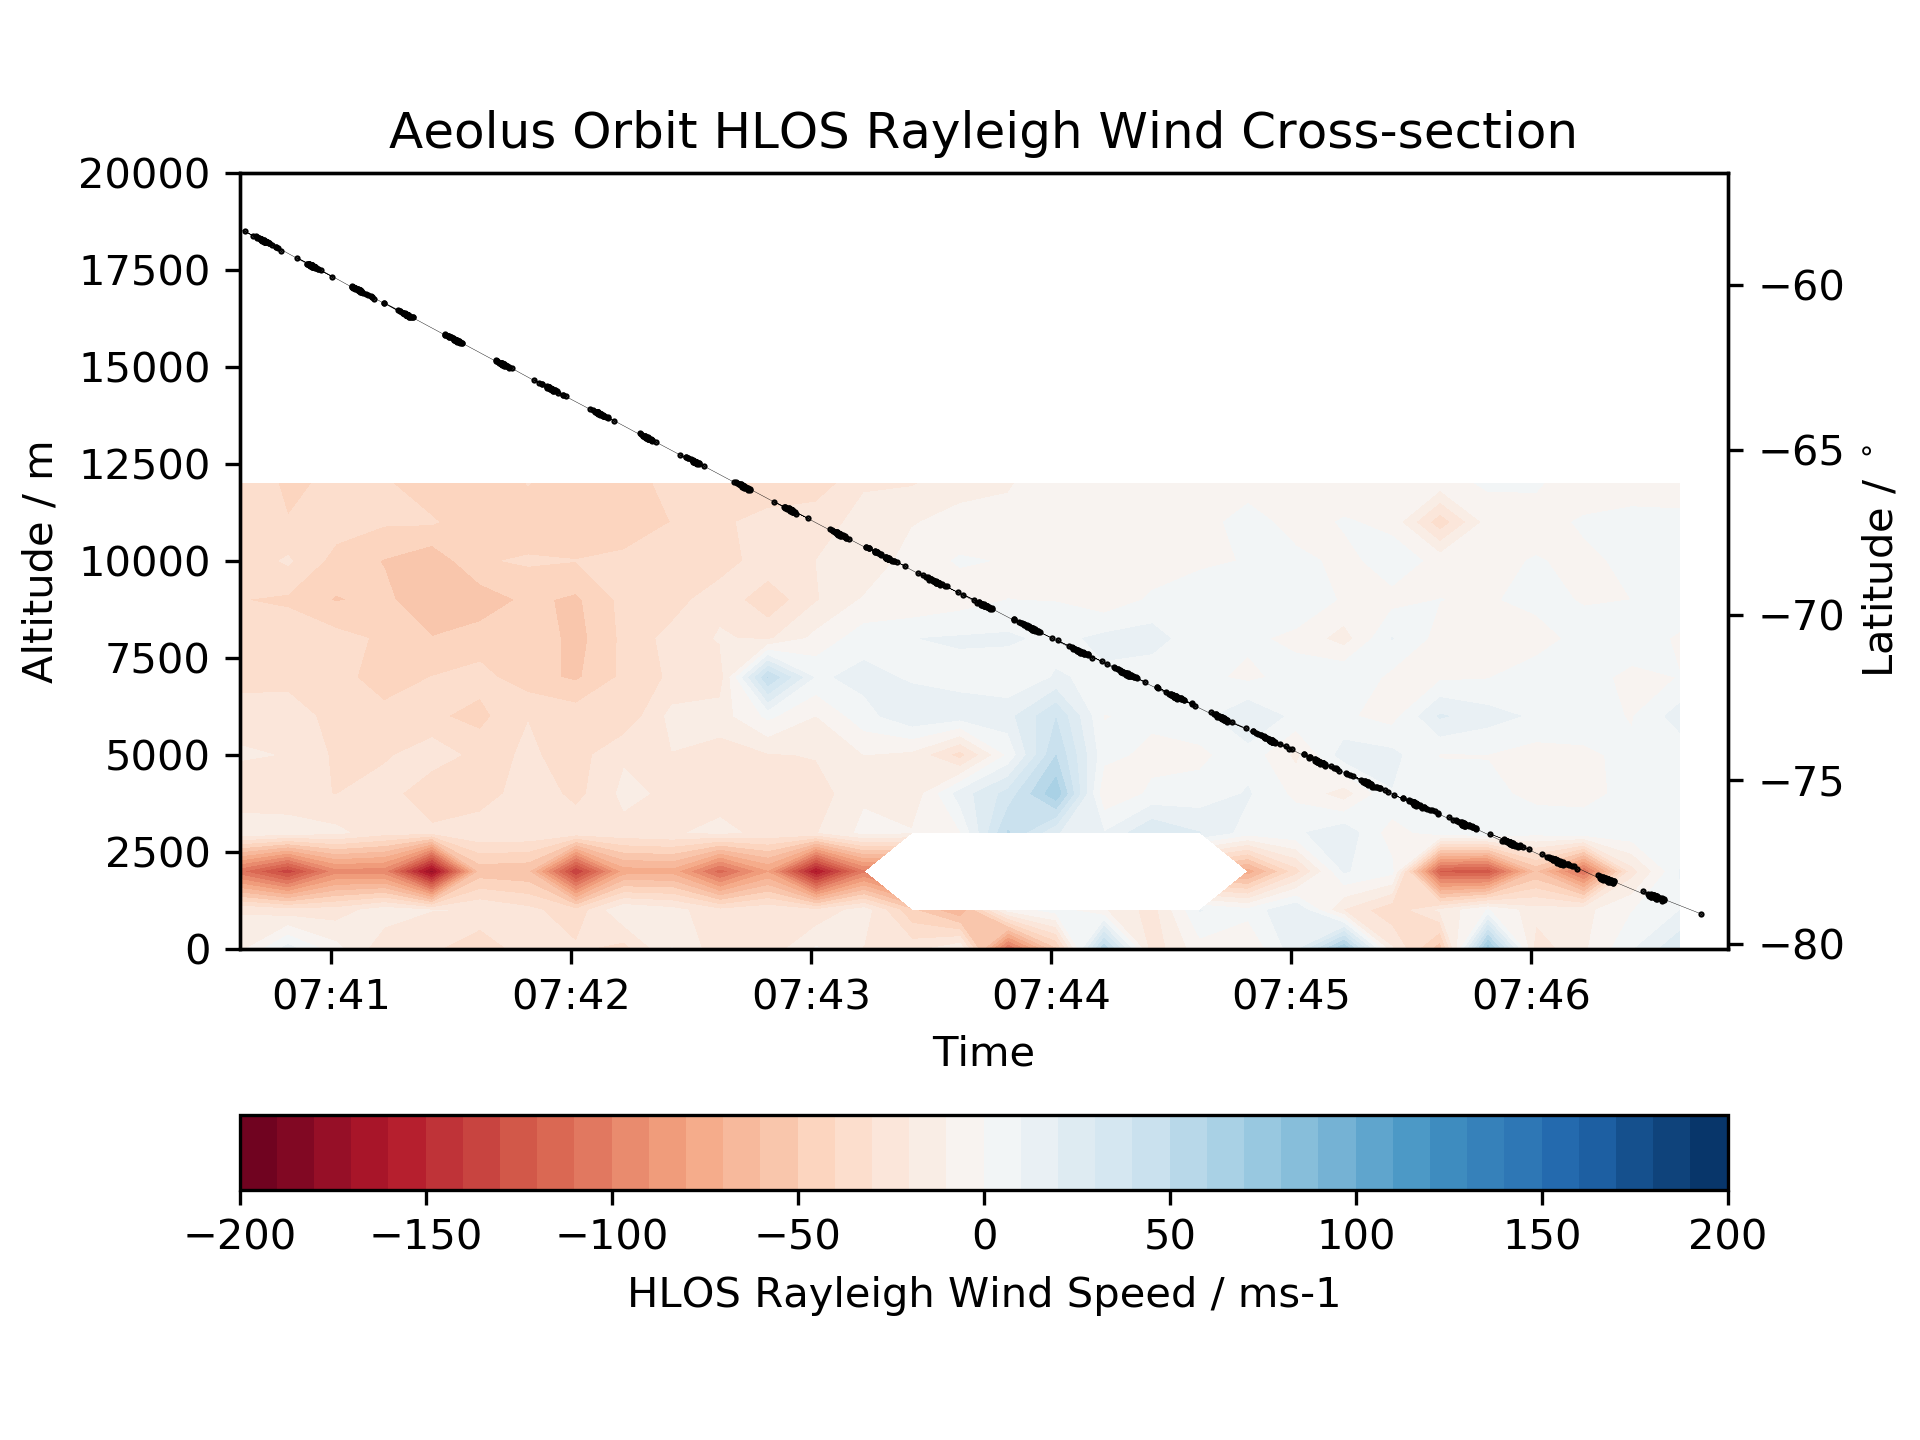 Aeolus Orbit HLOS Rayleigh Wind Cross-section
20000
17500
15000
12500
10000
7500
5000
2500
0
Altitude / m
−60
−65
−70
−75
−80
Latitude / °
07:41 07:42 07:43 07:44 07:45 07:46
Time
−200 −150 −100 −50 0 50 100 150 200
HLOS Rayleigh Wind Speed / ms-1